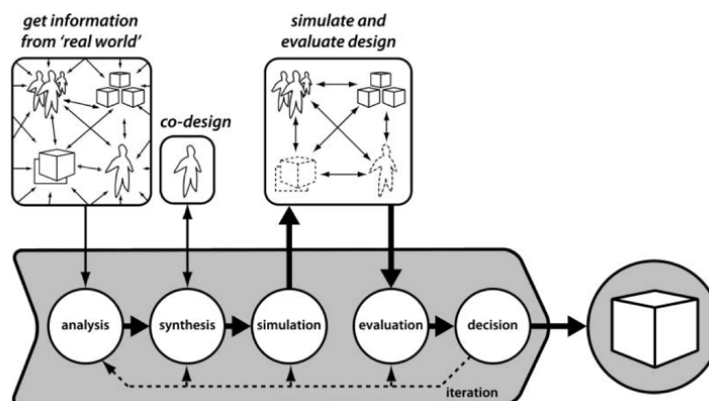 get information
from ‘real world’
simulate and
evaluate design
co-design
analysis
synthesis
simulation
evaluation
decision
iteration